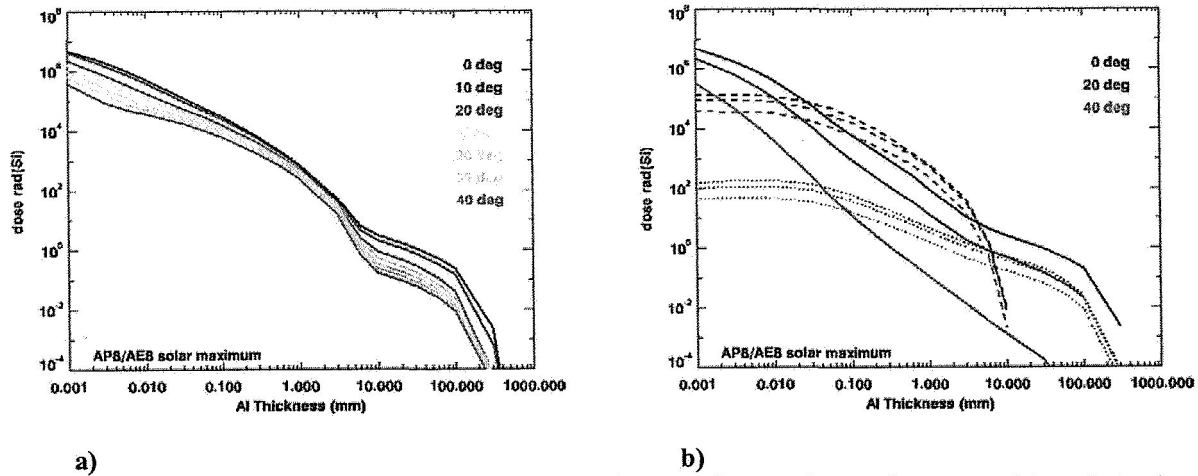 10⁸
10⁶
10⁴
10²
10⁰
10⁻²
10⁻⁴
dose rad(Si)
0 deg
10 deg
20 deg
30 deg
35 deg
40 deg
AP8/AE8 solar maximum
0.001 0.010 0.100 1.000 10.000 100.000 1000.000
Al Thickness (mm)
a)
10⁸
10⁶
10⁴
10²
10⁰
10⁻²
10⁻⁴
dose rad(Si)
0 deg
20 deg
40 deg
AP8/AE8 solar maximum
0.001 0.010 0.100 1.000 10.000 100.000 1000.000
Al Thickness (mm)
b)